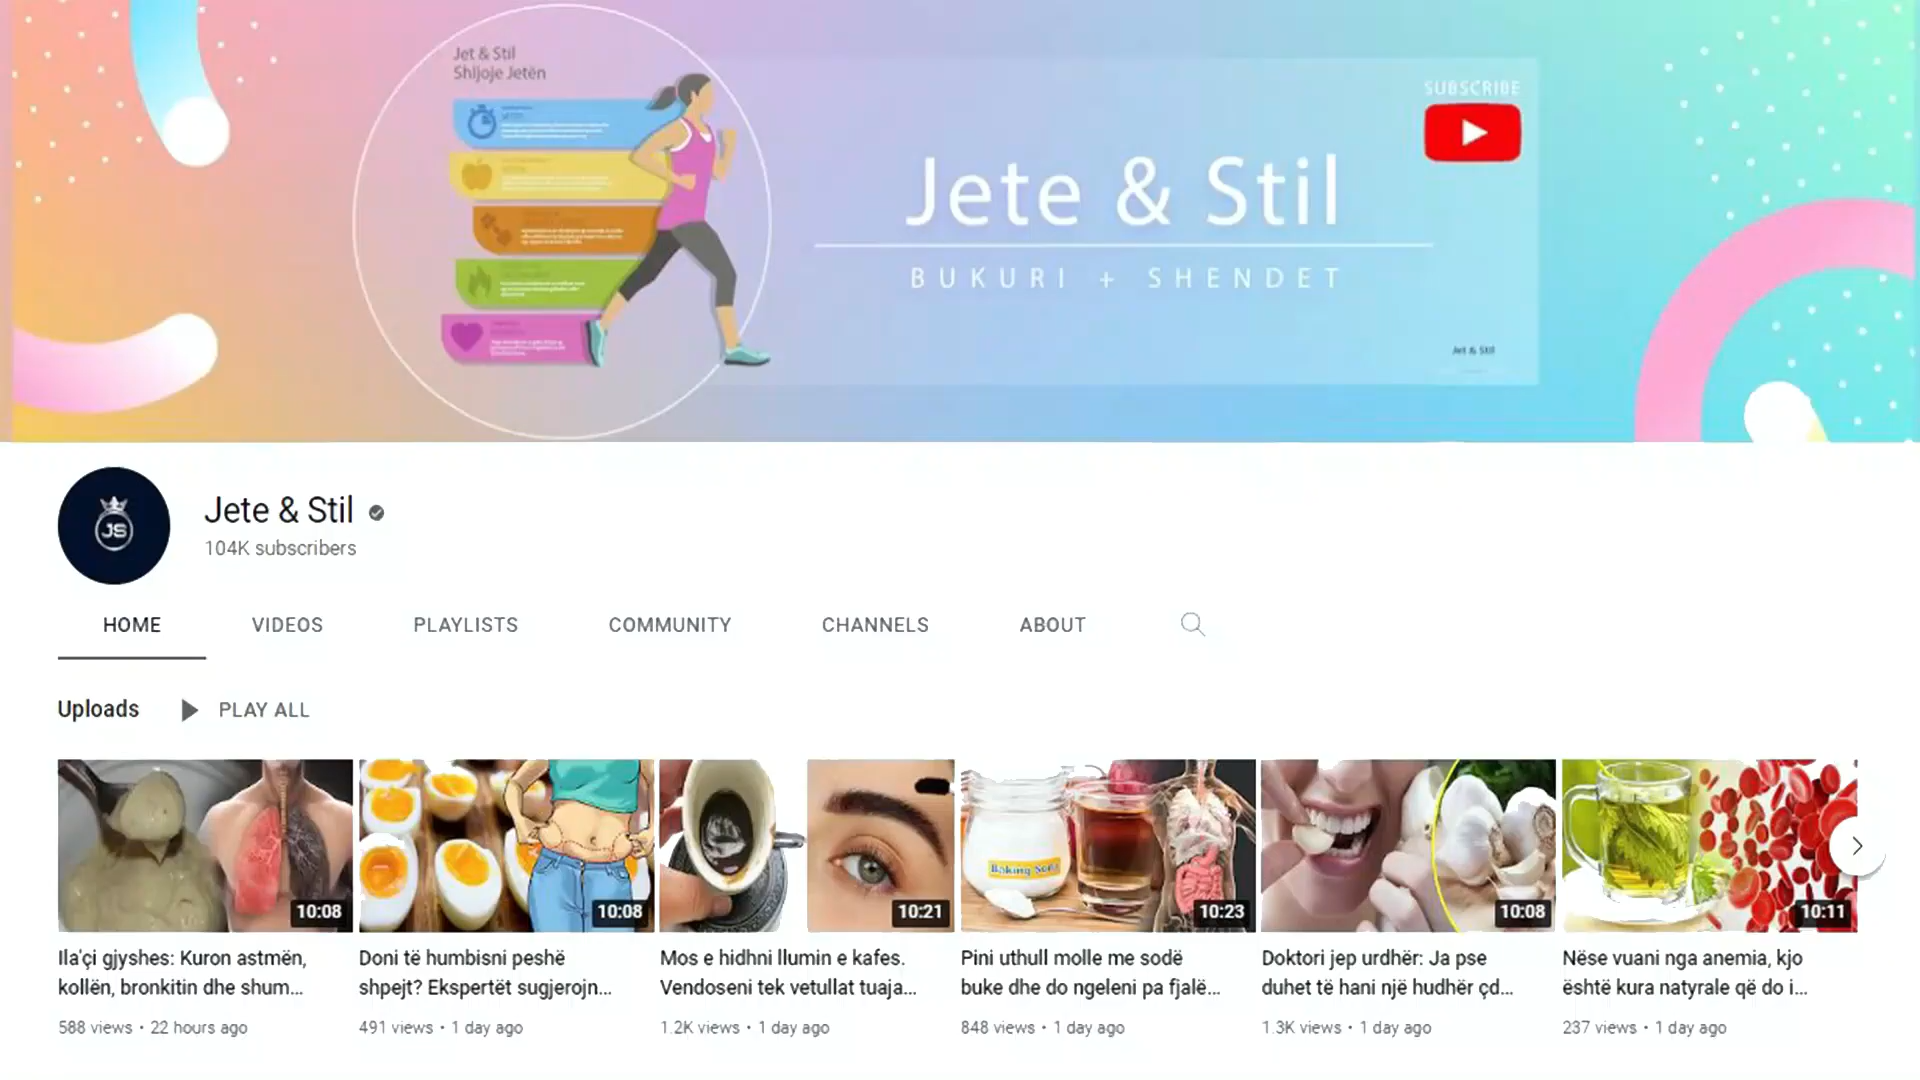 Jet & Stil
Shijoje Jetën
SUBSCRIBE
Jete & Stil
BUKURI + SHENDET
Jet & Stil
JS
Jete & Stil
104K subscribers
HOME VIDEOS PLAYLISTS COMMUNITY CHANNELS ABOUT
Uploads PLAY ALL
Baking Soda
10:08 10:08 10:21 10:23 10:08 10:11
Ila'çi gjyshes: Kuron astmën,
kollën, bronkitin dhe shum...
588 views • 22 hours ago
Doni të humbisni peshë
shpejt? Ekspertët sugjerojn...
491 views • 1 day ago
Mos e hidhni llumin e kafes.
Vendoseni tek vetullat tuaja...
1.2K views • 1 day ago
Pini uthull molle me sodë
buke dhe do ngeleni pa fjalë...
848 views • 1 day ago
Doktori jep urdhër: Ja pse
duhet të hani një hudhër çd...
1.3K views • 1 day ago
Nëse vuani nga anemia, kjo
është kura natyrale që do i...
237 views • 1 day ago